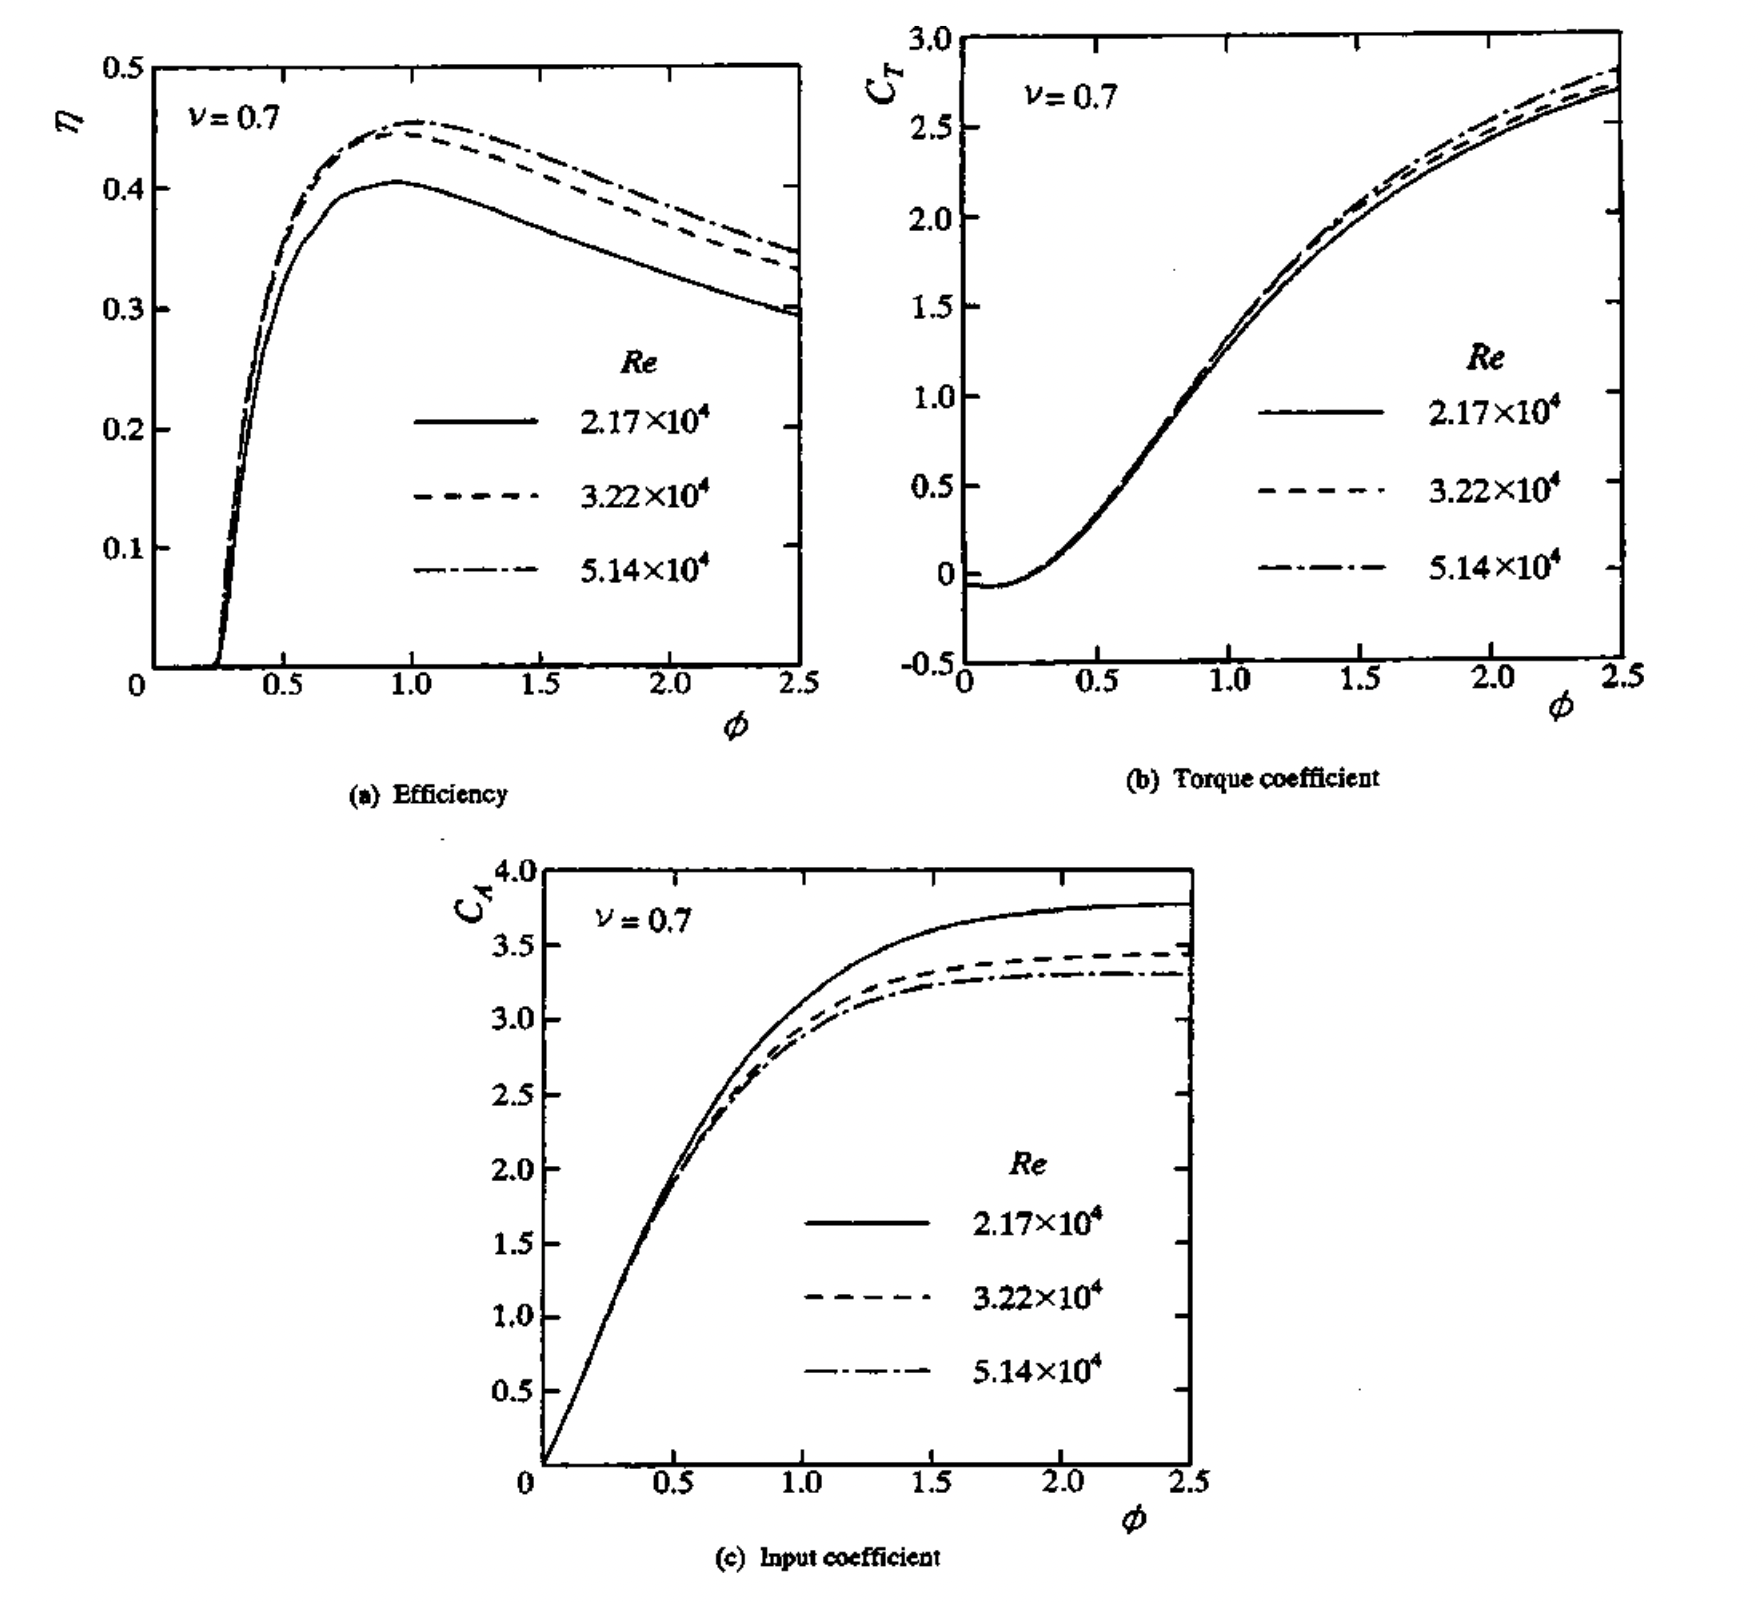 0.5
η
ν = 0.7
0.4
0.3
0.2
0.1
Re
2.17×10⁴
3.22×10⁴
5.14×10⁴
0 0.5 1.0 1.5 2.0 2.5
ϕ
(a) Efficiency
3.0
C_T
ν = 0.7
2.5
2.0
1.5
1.0
0.5
0
-0.5
Re
2.17×10⁴
3.22×10⁴
5.14×10⁴
0 0.5 1.0 1.5 2.0 2.5
ϕ
(b) Torque coefficient
4.0
C_A
ν = 0.7
3.5
3.0
2.5
2.0
1.5
1.0
0.5
Re
2.17×10⁴
3.22×10⁴
5.14×10⁴
0 0.5 1.0 1.5 2.0 2.5
ϕ
(c) Input coefficient